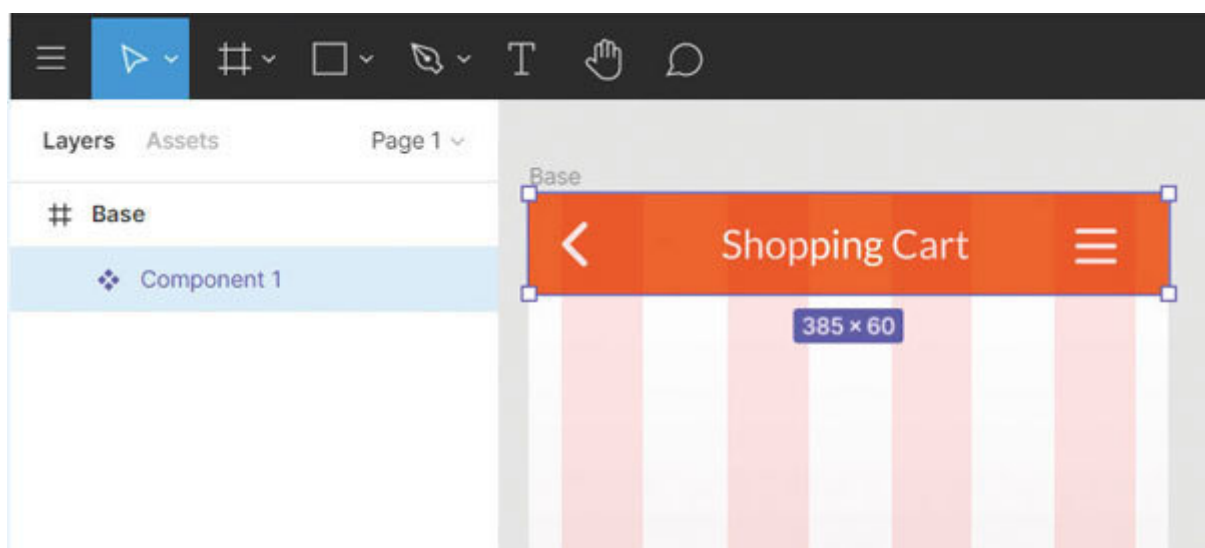 Layers Assets Page 1
Base
Component 1
Base
Shopping Cart
385 × 60